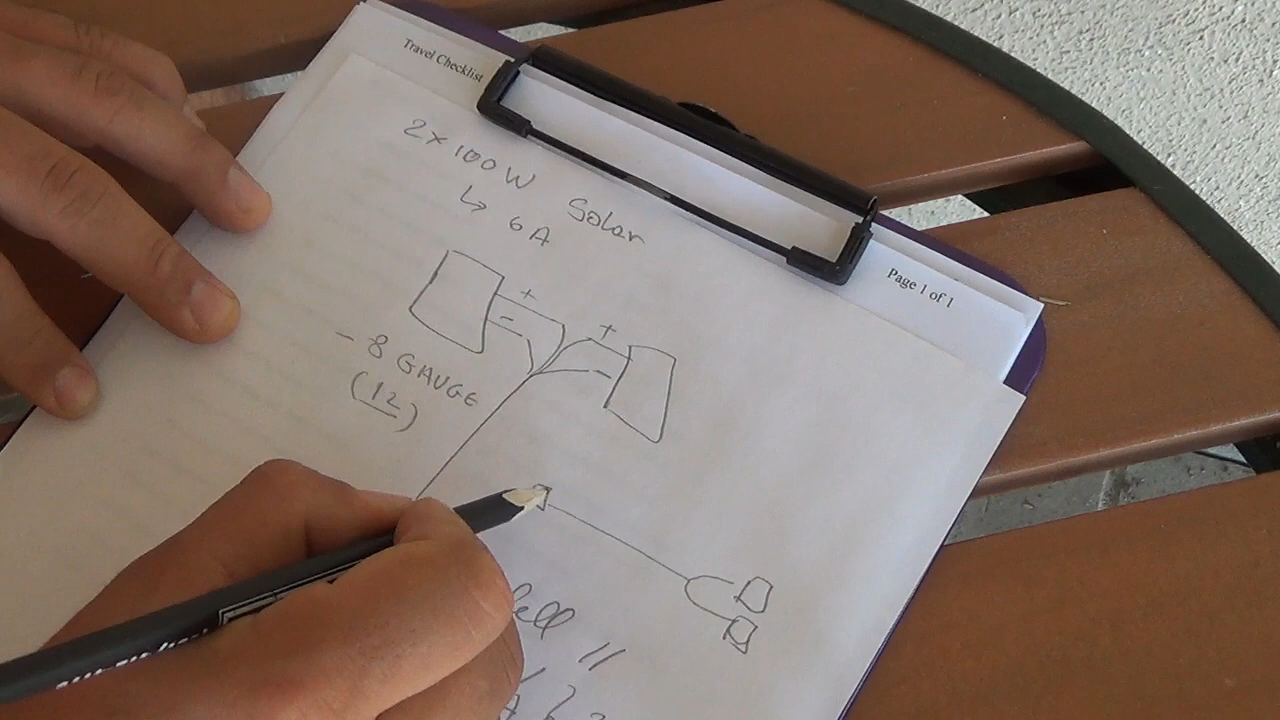 Travel Checklist
Page 1 of 1
2 x 100W Solar
↳ 6A
+
-
+
-
- 8 GAUGE
(12)